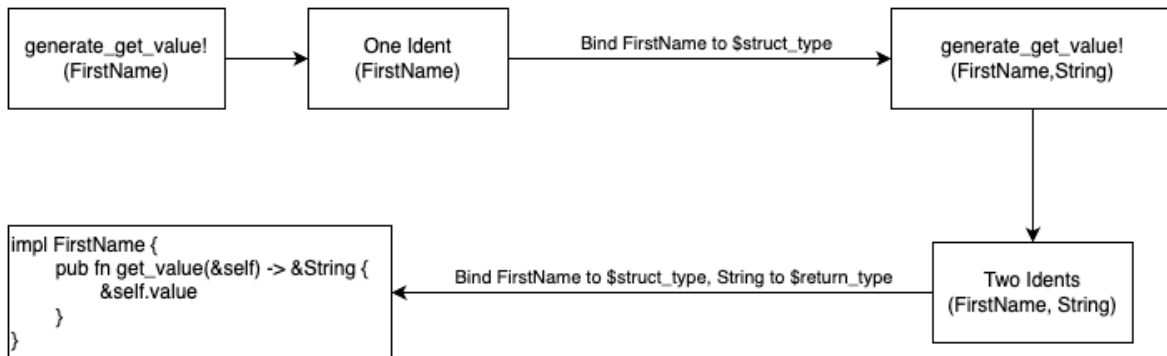 generate_get_value!
(FirstName)
One Ident
(FirstName)
Bind FirstName to $struct_type
generate_get_value!
(FirstName,String)
Two Idents
(FirstName, String)
Bind FirstName to $struct_type, String to $return_type
impl FirstName {
pub fn get_value(&self) -> &String {
&self.value
}
}